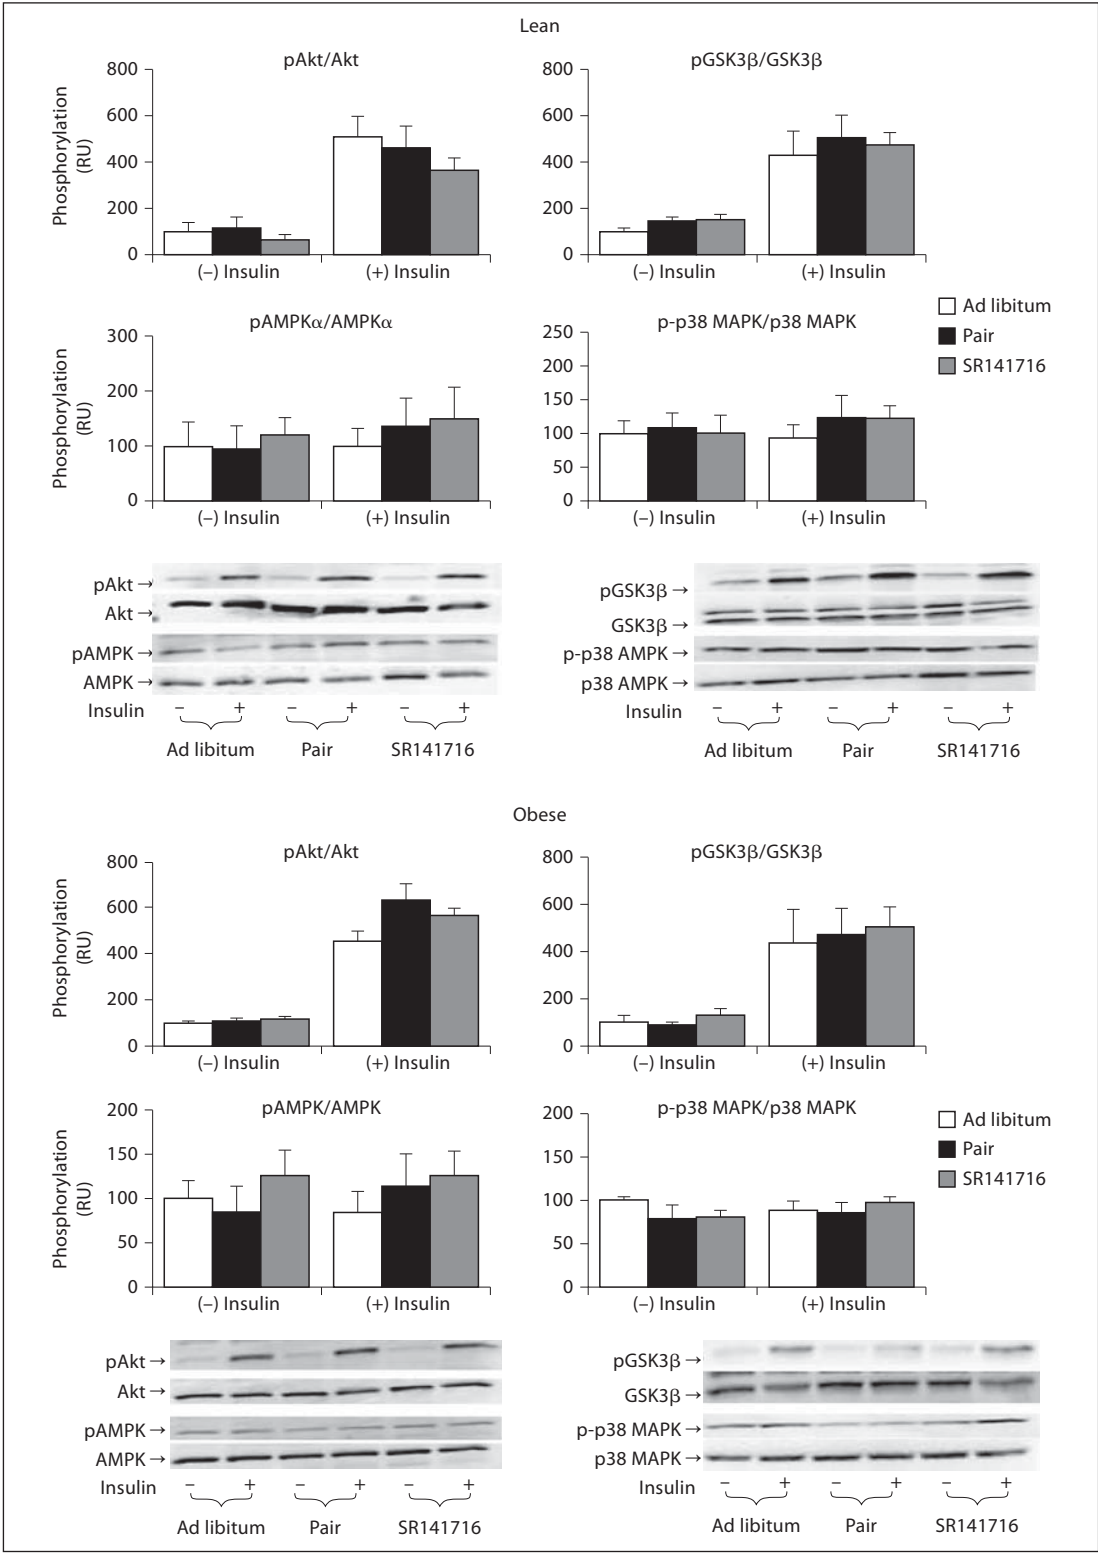 Lean
pAkt/Akt
800
600
400
200
0
Phosphorylation
(RU)
(–) Insulin
(+) Insulin
pGSK3β/GSK3β
800
600
400
200
0
(–) Insulin
(+) Insulin
pAMPKα/AMPKα
300
200
100
0
Phosphorylation
(RU)
(–) Insulin
(+) Insulin
p-p38 MAPK/p38 MAPK
250
200
150
100
50
0
(–) Insulin
(+) Insulin
Ad libitum
Pair
SR141716
pAkt →
Akt →
pAMPK →
AMPK →
Insulin – + – + – +
Ad libitum Pair SR141716
pGSK3β →
GSK3β →
p-p38 AMPK →
p38 AMPK →
Insulin – + – + – +
Ad libitum Pair SR141716
Obese
pAkt/Akt
800
600
400
200
0
Phosphorylation
(RU)
(–) Insulin
(+) Insulin
pGSK3β/GSK3β
800
600
400
200
0
(–) Insulin
(+) Insulin
pAMPK/AMPK
200
150
100
50
0
Phosphorylation
(RU)
(–) Insulin
(+) Insulin
p-p38 MAPK/p38 MAPK
200
150
100
50
0
(–) Insulin
(+) Insulin
Ad libitum
Pair
SR141716
pAkt →
Akt →
pAMPK →
AMPK →
Insulin – + – + – +
Ad libitum Pair SR141716
pGSK3β →
GSK3β →
p-p38 MAPK →
p38 MAPK →
Insulin – + – + – +
Ad libitum Pair SR141716